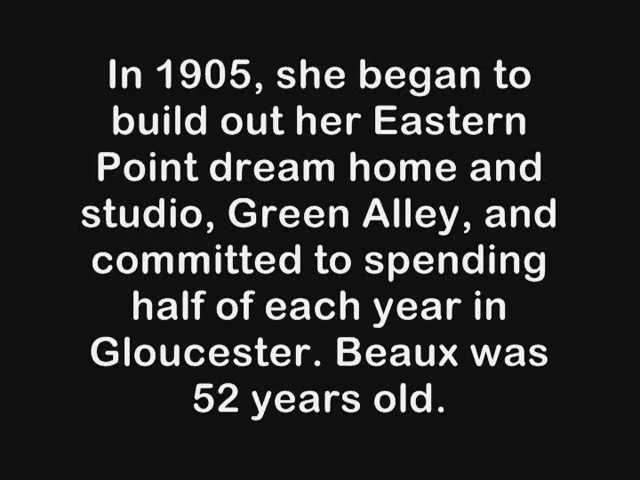 In 1905, she began to
build out her Eastern
Point dream home and
studio, Green Alley, and
committed to spending
half of each year in
Gloucester. Beaux was
52 years old.